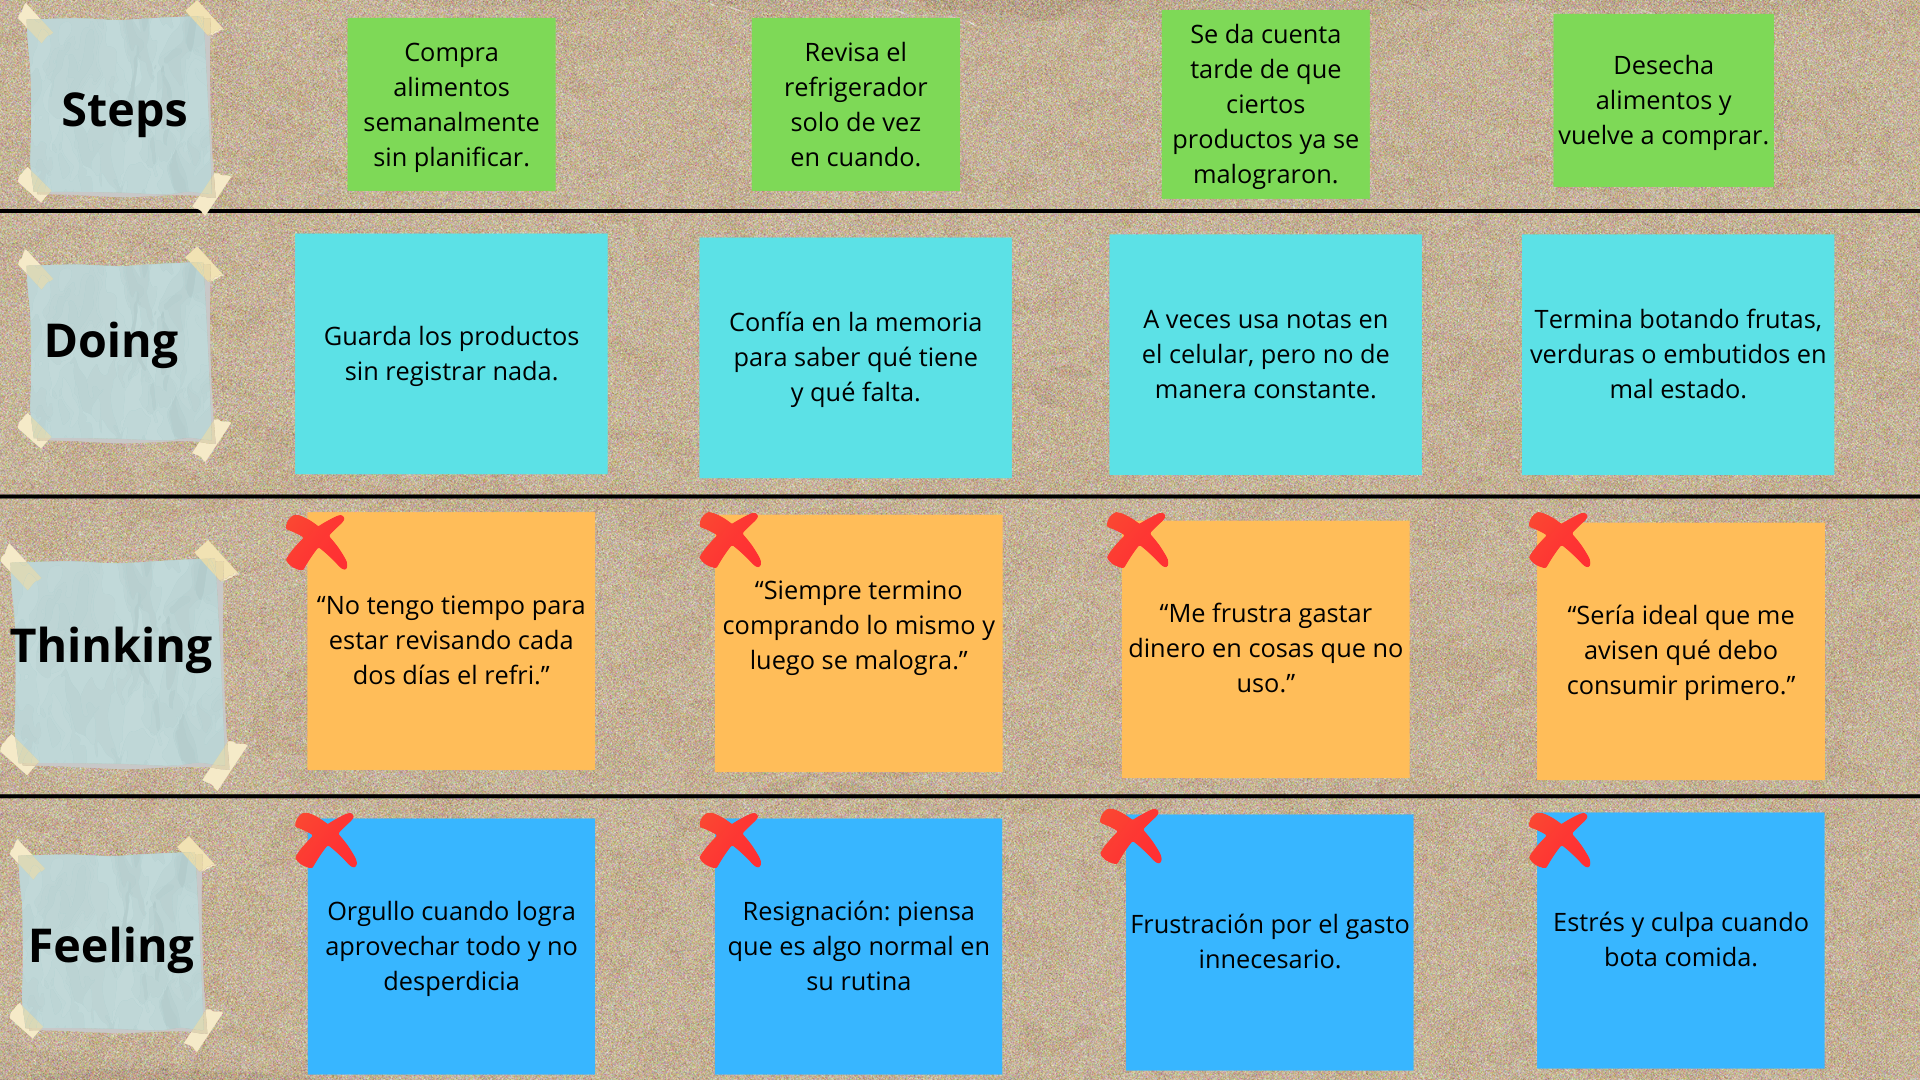 Steps
Compra
alimentos
semanalmente
sin planificar.
Revisa el
refrigerador
solo de vez
en cuando.
Se da cuenta
tarde de que
ciertos
productos ya se
malograron.
Desecha
alimentos y
vuelve a comprar.
Doing
Guarda los productos
sin registrar nada.
Confía en la memoria
para saber qué tiene
y qué falta.
A veces usa notas en
el celular, pero no de
manera constante.
Termina botando frutas,
verduras o embutidos en
mal estado.
Thinking
“No tengo tiempo para
estar revisando cada
dos días el refri.”
“Siempre termino
comprando lo mismo y
luego se malogra.”
“Me frustra gastar
dinero en cosas que no
uso.”
“Sería ideal que me
avisen qué debo
consumir primero.”
Feeling
Orgullo cuando logra
aprovechar todo y no
desperdicia
Resignación: piensa
que es algo normal en
su rutina
Frustración por el gasto
innecesario.
Estrés y culpa cuando
bota comida.